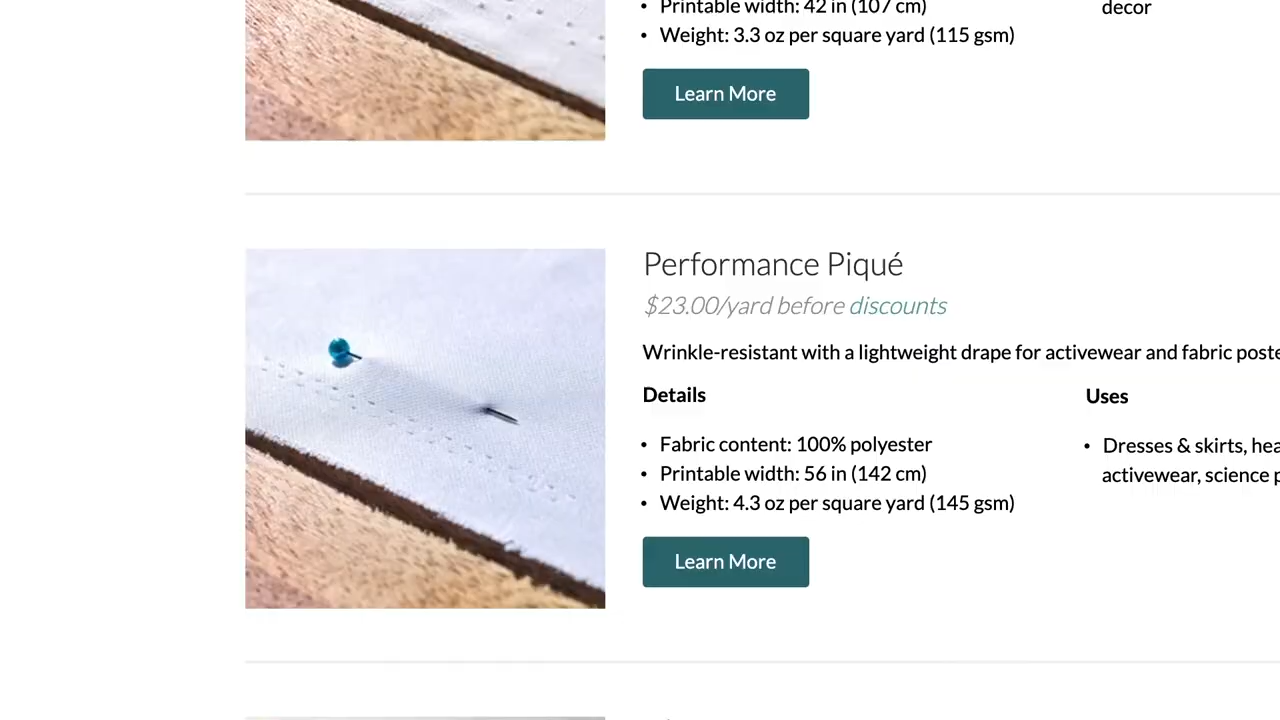 Printable width: 42 in (107 cm)
Weight: 3.3 oz per square yard (115 gsm)
decor
Learn More
Performance Piqué
$23.00/yard before discounts
Wrinkle-resistant with a lightweight drape for activewear and fabric
Details
Fabric content: 100% polyester
Printable width: 56 in (142 cm)
Weight: 4.3 oz per square yard (145 gsm)
Uses
Dresses & skirts,
activewear, science
Learn More